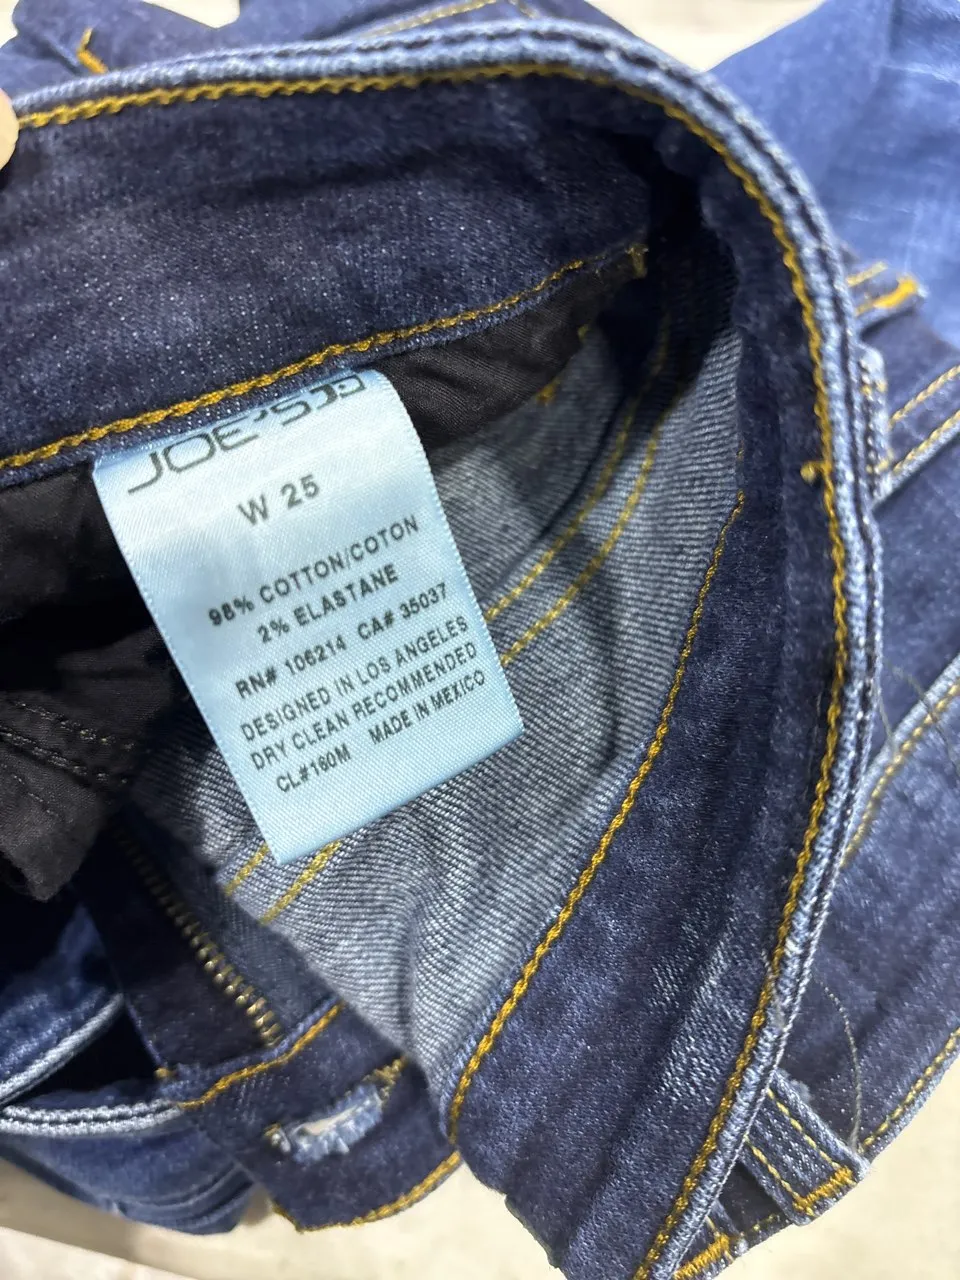 JOE'S
W 25
98% COTTON/COTON
2% ELASTANE
RN# 106214 CA# 35037
DESIGNED IN LOS ANGELES
DRY CLEAN RECOMMENDED
CL#160M MADE IN MEXICO